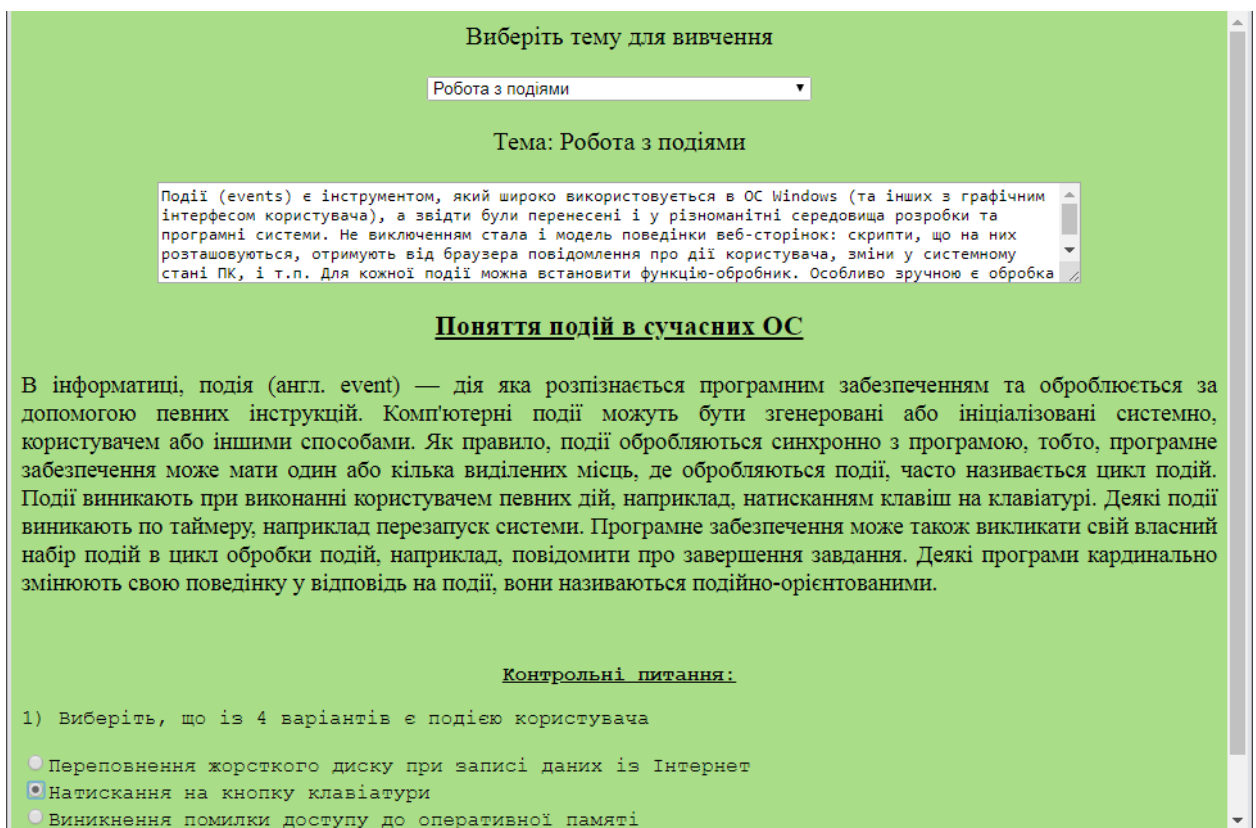 Виберіть тему для вивчення
Робота з подіями
Тема: Робота з подіями
Події (events) є інструментом, який широко використовується в ОС Windows (та інших з графічним
інтерфесом користувача), а звідти були перенесені і у різноманітні середовища розробки та
програмні системи. Не виключенням стала і модель поведінки веб-сторінок: скрипти, що на них
розташовуються, отримують від браузера повідомлення про дії користувача, зміни у системному
стані ПК, і т.п. Для кожної події можна встановити функцію-обробник. Особливо зручною є обробка
Поняття подій в сучасних ОС
В інформатиці, подія (англ. event) — дія яка розпізнається програмним забезпеченням та оброблюється за
допомогою певних інструкцій. Комп'ютерні події можуть бути згенеровані або ініціалізовані системно,
користувачем або іншими способами. Як правило, події обробляються синхронно з програмою, тобто, програмне
забезпечення може мати один або кілька виділених місць, де обробляються події, часто називається цикл подій.
Події виникають при виконанні користувачем певних дій, наприклад, натисканням клавіш на клавіатурі. Деякі події
виникають по таймеру, наприклад перезапуск системи. Програмне забезпечення може також викликати свій власний
набір подій в цикл обробки подій, наприклад, повідомити про завершення завдання. Деякі програми кардинально
змінюють свою поведінку у відповідь на події, вони називаються подійно-орієнтованими.
Контрольні питання:
1) Виберіть, що із 4 варіантів є подією користувача
Переповнення жорсткого диску при записі даних із Інтернет
Натискання на кнопку клавіатури
Виникнення помилки доступу до оперативної памяті